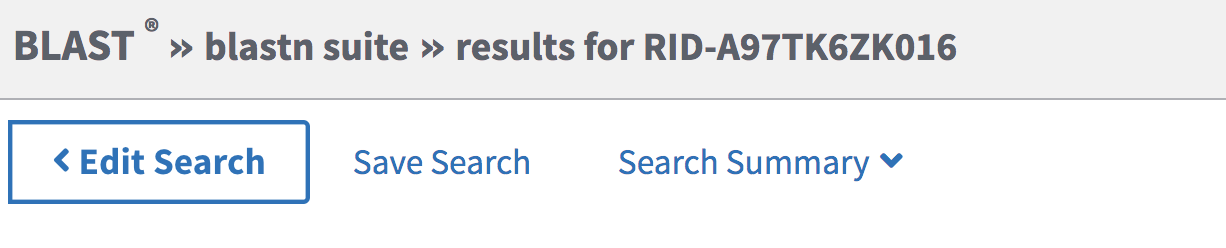 BLAST ® » blastn suite » results for RID-A97TK6ZK016
Edit Search Save Search Search Summary